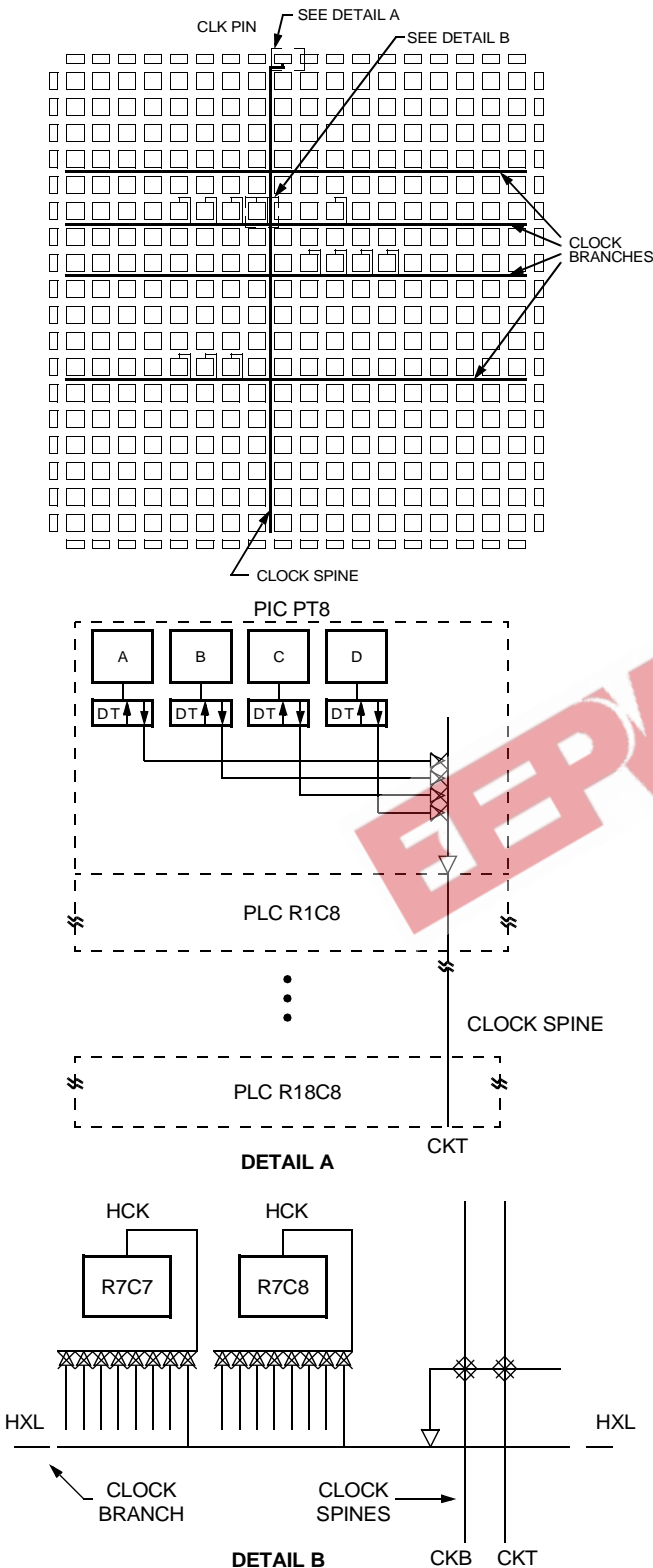 SEE DETAIL A
CLK PIN
SEE DETAIL B
CLOCK
BRANCHES
CLOCK SPINE
PIC PT8
A B C D
DT DT DT DT
PLC R1C8
CLOCK SPINE
PLC R18C8
CKT
DETAIL A
HCK HCK
R7C7 R7C8
HXL HXL
CLOCK
BRANCH
CLOCK
SPINES
DETAIL B
CKB CKT